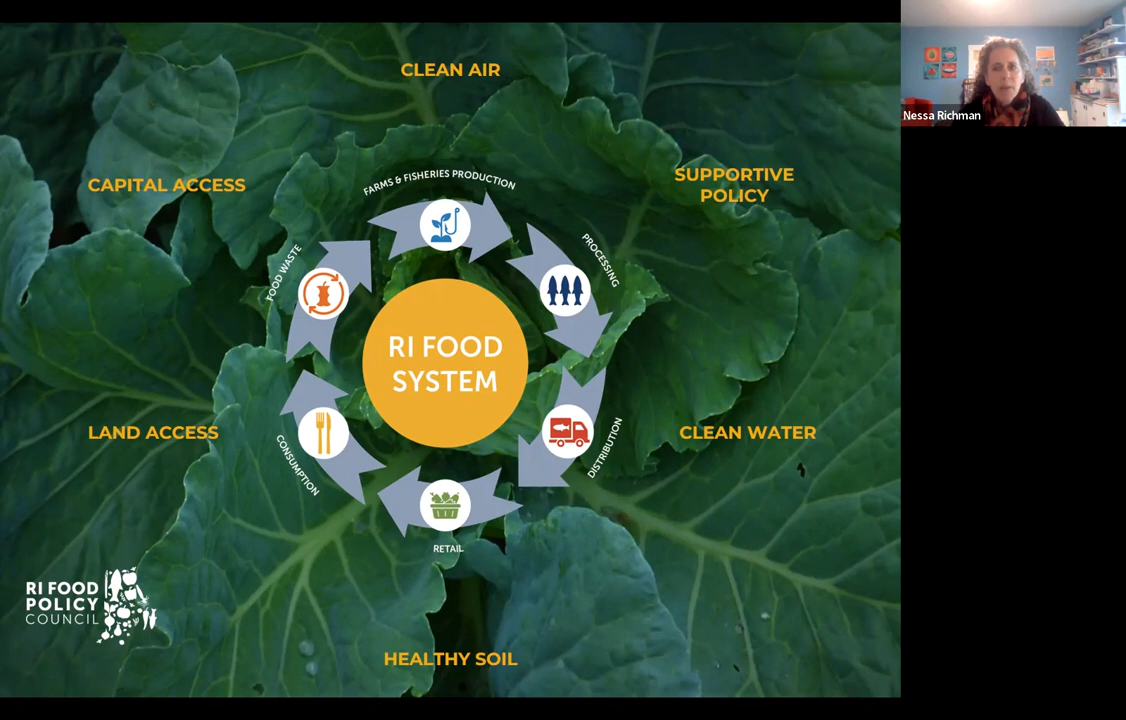 CLEAN AIR
Nessa Richman
CAPITAL ACCESS
SUPPORTIVE
POLICY
FARMS & FISHERIES PRODUCTION
PROCESSING
FOOD WASTE
RI FOOD
SYSTEM
LAND ACCESS
CLEAN WATER
CONSUMPTION
DISTRIBUTION
RETAIL
RI FOOD
POLICY
COUNCIL
HEALTHY SOIL